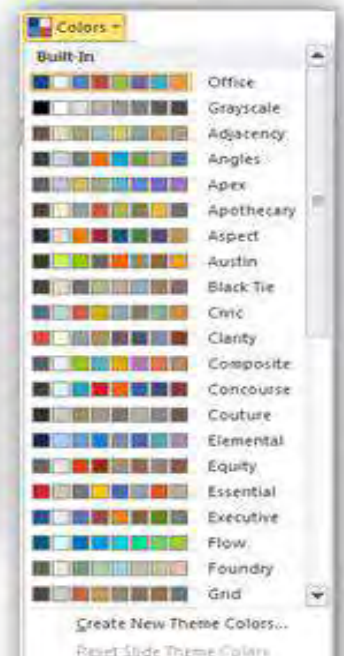 Colors
Built-In
Office
Grayscale
Adjacency
Angles
Apex
Apothecary
Aspect
Austin
Black Tie
Civic
Clarity
Composite
Concourse
Couture
Elemental
Equity
Essential
Executive
Flow
Foundry
Grid
Create New Theme Colors...
Reset Slide Theme Colors